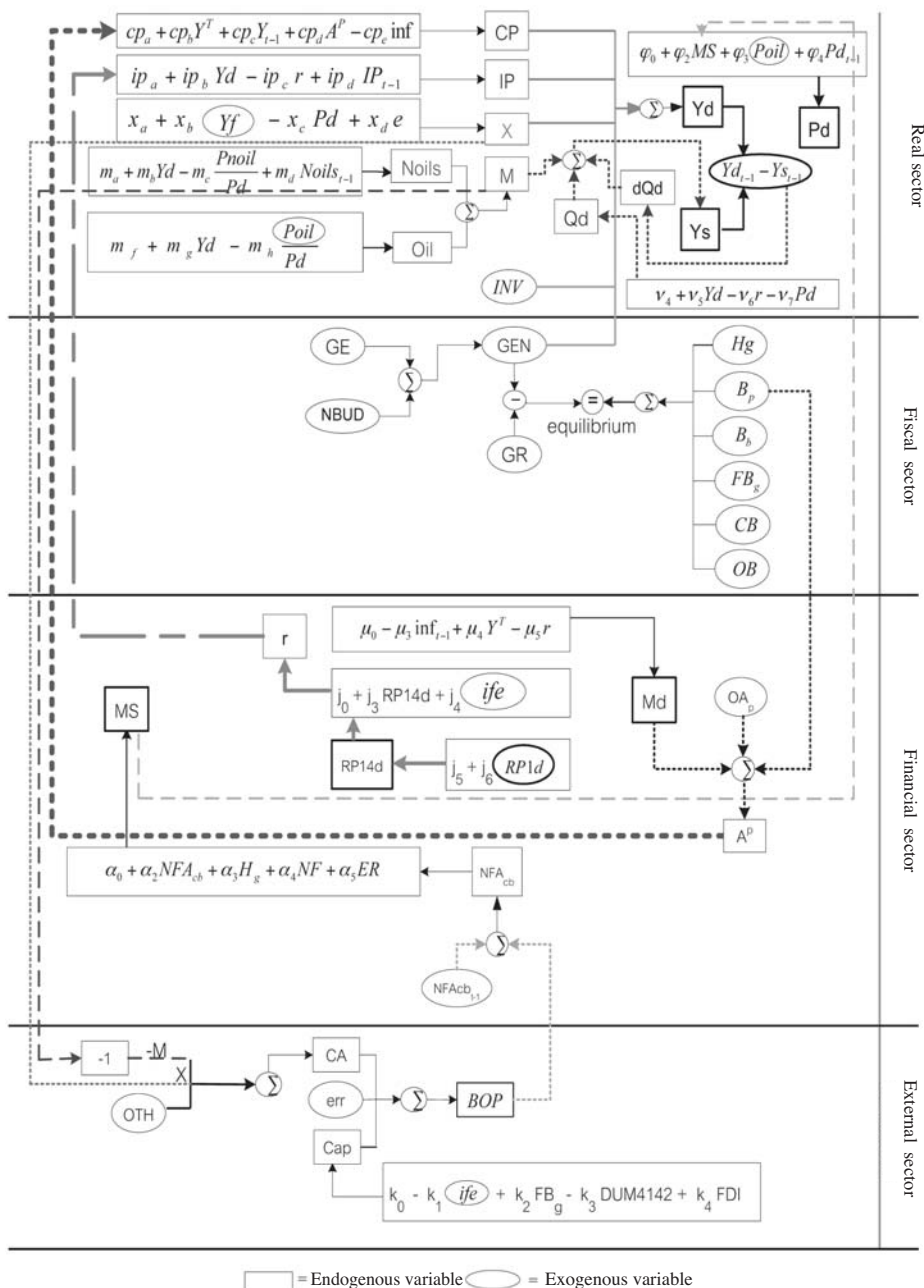 cp_a + cp_b Y^T + cp_c Y_{t-1} + cp_d A^P − cp_e inf
CP
ip_a + ip_b Yd − ip_c r + ip_d IP_{t-1}
IP
x_a + x_b Yf − x_c Pd + x_d e
X
m_a + m_b Yd − m_c Pnoil/Pd + m_d Noils_{t-1}
Noils
M
m_f + m_g Yd − m_h Poil/Pd
Oil
∑
∑
Qd
dQd
INV
∑
Yd
Ys
Yd_{t-1} − Ys_{t-1}
φ_0 + φ_2 MS + φ_3 Poil + φ_4 Pd_{t-1}
Pd
ν_4 + ν_5 Yd − ν_6 r − ν_7 Pd
Real sector
GE
NBUD
∑
GEN
−
GR
=
equilibrium
∑
Hg
B_p
B_b
FB_g
CB
OB
Fiscal sector
r
μ_0 − μ_3 inf_{t-1} + μ_4 Y^T − μ_5 r
MS
j_0 + j_3 RP14d + j_4 ife
RP14d
j_5 + j_6 RP1d
Md
OA_p
∑
A^p
α_0 + α_2 NFA_cb + α_3 H_g + α_4 NF + α_5 ER
NFA_cb
∑
NFAcb_{t-1}
Financial sector
-1
-M
X
OTH
∑
CA
err
Cap
∑
BOP
k_0 - k_1 ife + k_2 FB_g - k_3 DUM4142 + k_4 FDI
External sector
= Endogenous variable
= Exogenous variable